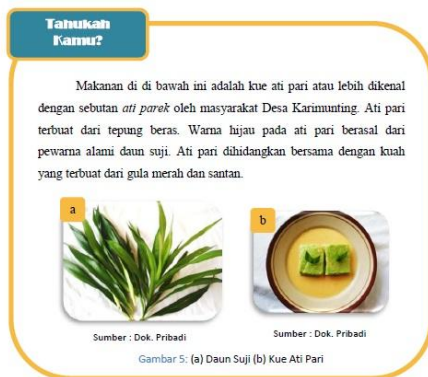 Tahukah
Kamu?
Makanan di di bawah ini adalah kue ati pari atau lebih dikenal
dengan sebutan ati parek oleh masyarakat Desa Karimunting. Ati pari
terbuat dari tepung beras. Warna hijau pada ati pari berasal dari
pewarna alami daun suji. Ati pari dihidangkan bersama dengan kuah
yang terbuat dari gula merah dan santan.
a
b
Sumber : Dok. Pribadi
Sumber : Dok. Pribadi
Gambar 5: (a) Daun Suji (b) Kue Ati Pari